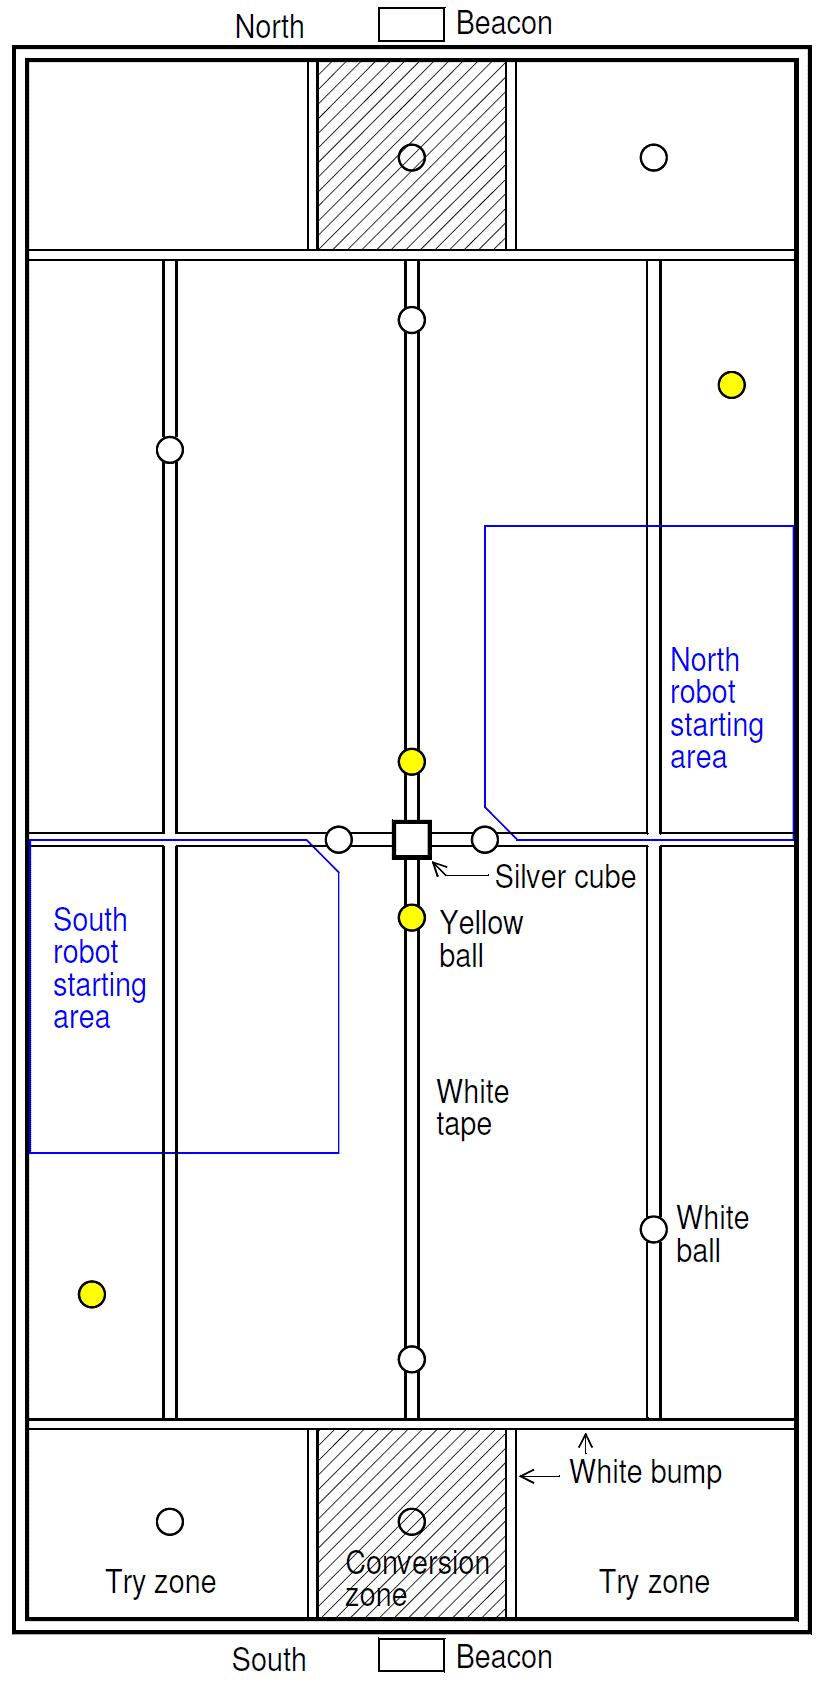 North
Beacon
North
robot
starting
area
Silver cube
South
robot
starting
area
Yellow
ball
White
tape
White
ball
White bump
Conversion
zone
Try zone
Try zone
South
Beacon